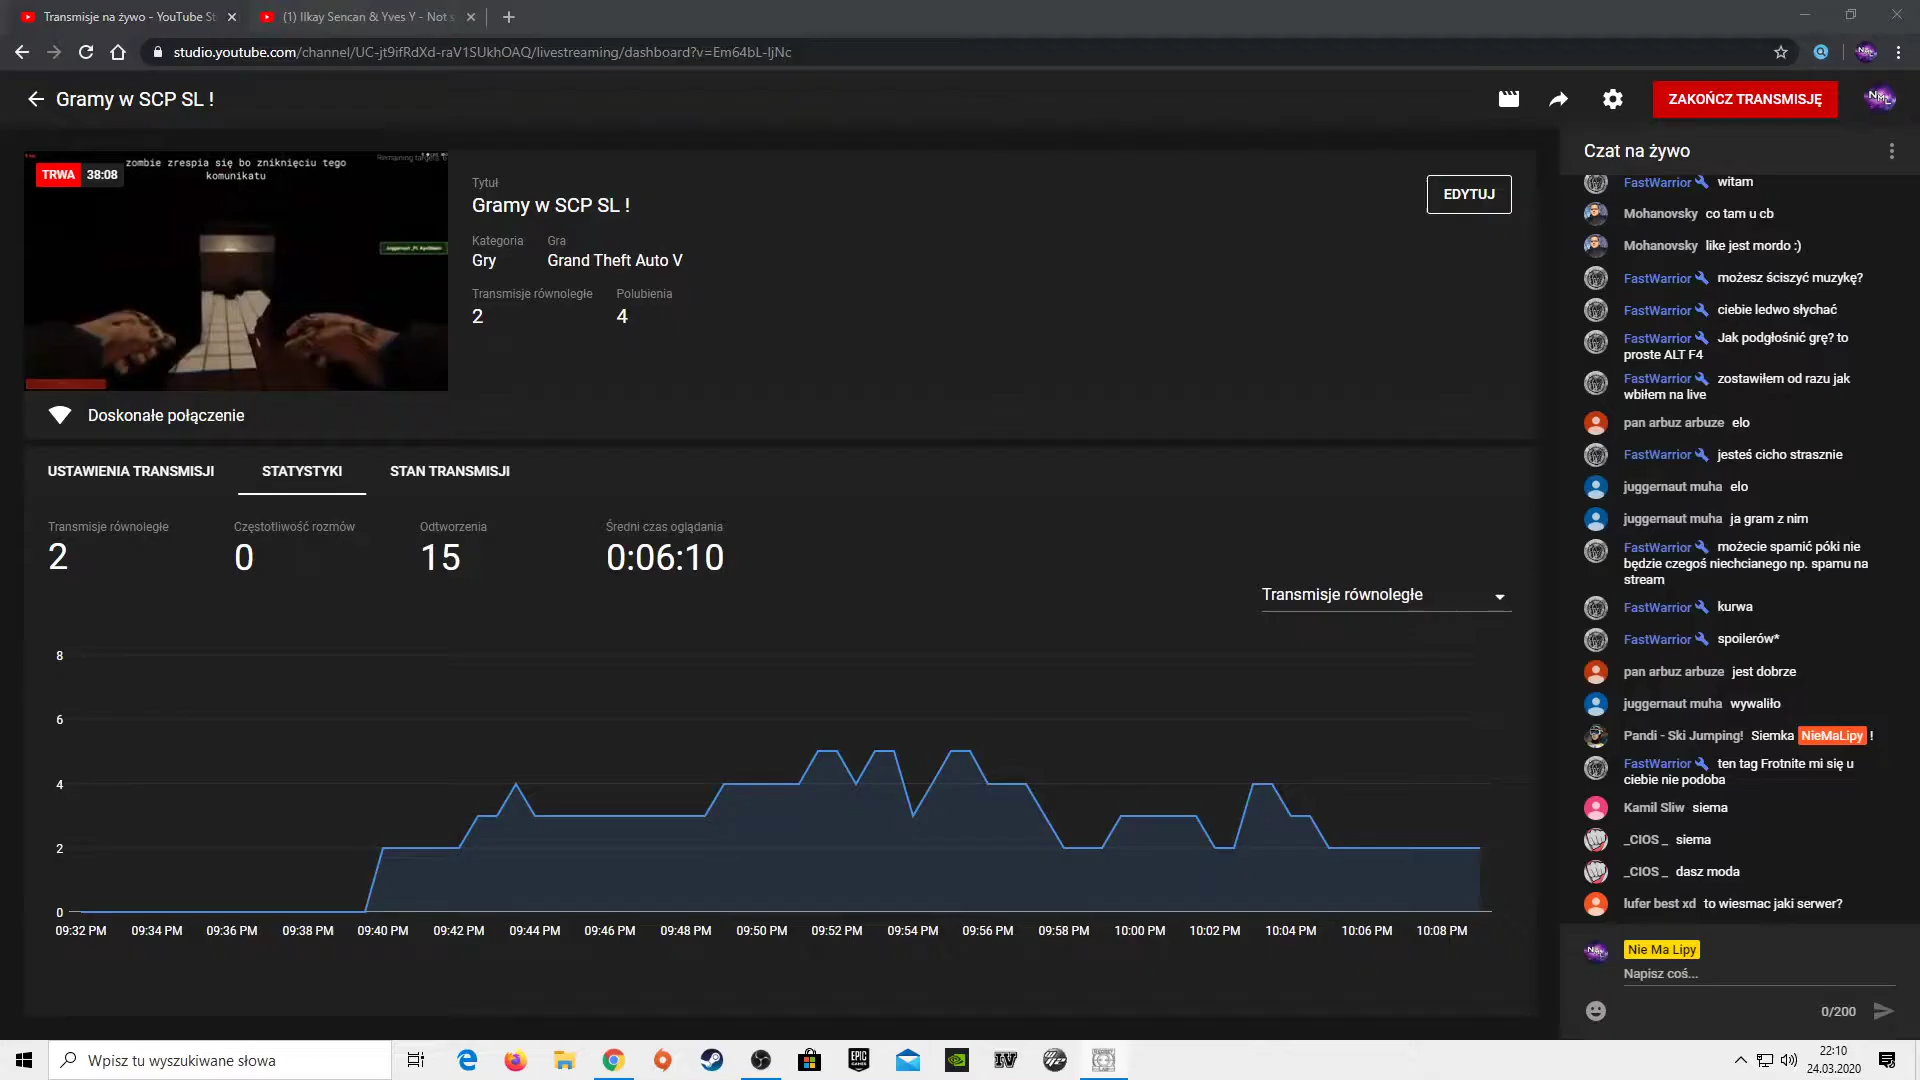 Transmisje na żywo - YouTube St
(1) Ilkay Sencan & Yves Y - Not s
studio.youtube.com/channel/UC-jt9ifRdXd-raV1SUkhOAQ/livestreaming/dashboard?v=Em64bL-IjNc
Gramy w SCP SL !
ZAKOŃCZ TRANSMISJĘ
TRWA 38:08
zombie zrespia się bo zniknięciu tego
komunikatu
Tytuł
Gramy w SCP SL !
EDYTUJ
Kategoria Gra
Gry Grand Theft Auto V
Transmisje równoległe Polubienia
2 4
Doskonałe połączenie
USTAWIENIA TRANSMISJI STATYSTYKI STAN TRANSMISJI
Transmisje równoległe Częstotliwość rozmów Odtworzenia Średni czas oglądania
2 0 15 0:06:10
Transmisje równoległe
8
6
4
2
0
09:32 PM 09:34 PM 09:36 PM 09:38 PM 09:40 PM 09:42 PM 09:44 PM 09:46 PM 09:48 PM 09:50 PM 09:52 PM 09:54 PM 09:56 PM 09:58 PM 10:00 PM 10:02 PM 10:04 PM 10:06 PM 10:08 PM
Czat na żywo
FastWarrior witam
Mohanovsky co tam u cb
Mohanovsky like jest mordo :)
FastWarrior możesz ściszyć muzykę?
FastWarrior ciebie ledwo słychać
FastWarrior Jak podgłośnić grę? to
proste ALT F4
FastWarrior zostawiłem od razu jak
wbiłem na live
pan arbuz arbuze elo
FastWarrior jesteś cicho strasznie
juggernaut muha elo
juggernaut muha ja gram z nim
FastWarrior możecie spamić póki nie
będzie czegoś niechcianego np. spamu na
stream
FastWarrior kurwa
FastWarrior spoilerów*
pan arbuz arbuze jest dobrze
juggernaut muha wywaliło
Pandi - Ski Jumping! Siemka NieMaLipy !
FastWarrior ten tag Frotnite mi się u
ciebie nie podoba
Kamil Sliw siema
_CIOS_ siema
_CIOS_ dasz moda
lufer best xd to wiesmac jaki serwer?
Nie Ma Lipy
Napisz coś...
0/200
Wpisz tu wyszukiwane słowa
EPIC
GAMES
IV
22:10
24.03.2020